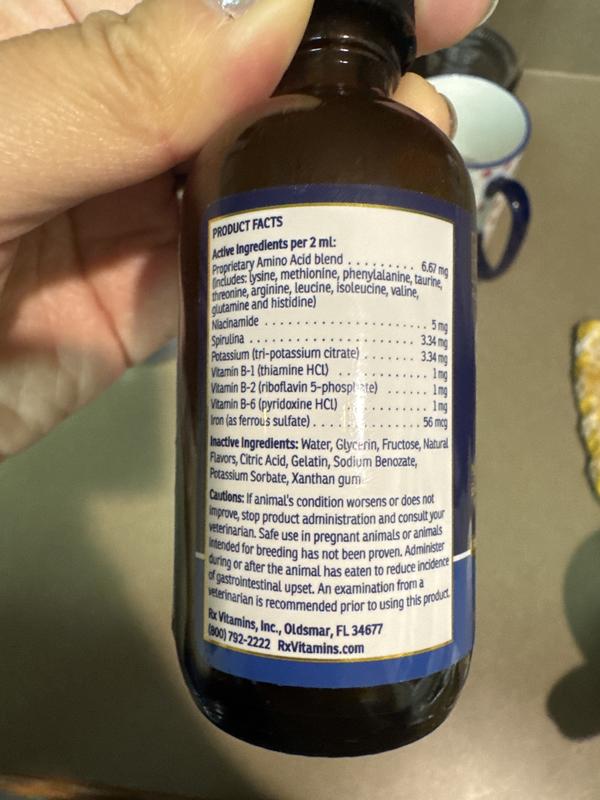 PRODUCT FACTS
Active Ingredients per 2 ml:
Proprietary Amino Acid blend . . . . . . . . . 6.67 mg
(Includes: lysine, methionine, phenylalanine, taurine,
threonine, arginine, leucine, isoleucine, valine,
glutamine and histidine)
Niacinamide . . . . . . . . . . . . . . . . . . . . . . . 5 mg
Spirulina . . . . . . . . . . . . . . . . . . . . . . . 3.34 mg
Potassium (tri-potassium citrate) . . . . . . . 3.34 mg
Vitamin B-1 (thiamine HCl) . . . . . . . . . . . . 1 mg
Vitamin B-2 (riboflavin 5-phosphate) . . . . . . 1 mg
Vitamin B-6 (pyridoxine HCl) . . . . . . . . . . . 1 mg
Iron (as ferrous sulfate) . . . . . . . . . . . . 56 mcg
Inactive Ingredients: Water, Glycerin, Fructose, Natural
Flavors, Citric Acid, Gelatin, Sodium Benozate,
Potassium Sorbate, Xanthan gum
Cautions: If animal's condition worsens or does not
improve, stop product administration and consult your
veterinarian. Safe use in pregnant animals or animals
intended for breeding has not been proven. Administer
during or after the animal has eaten to reduce incidence
of gastrointestinal upset. An examination from a
veterinarian is recommended prior to using this product.
Rx Vitamins, Inc., Oldsmar, FL 34677
(800) 792-2222 RxVitamins.com